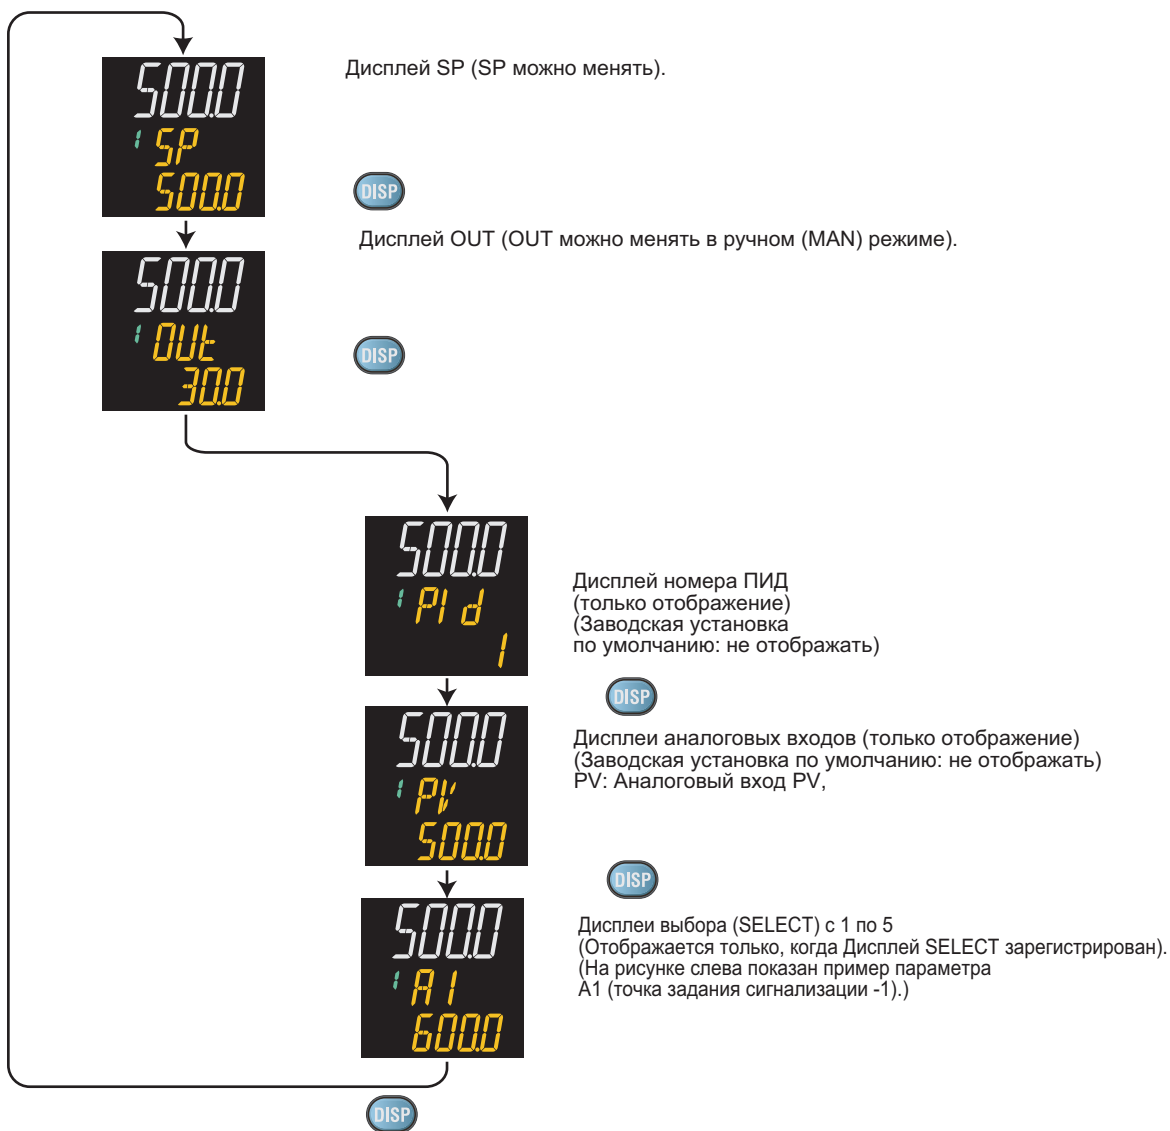 500.0
Дисплей SP (SP можно менять).
1 SP
500.0
DISP
Дисплей OUT (OUT можно менять в ручном (MAN) режиме).
500.0
1 OUt
30.0
DISP
500.0
1 PId
1
Дисплей номера ПИД
(только отображение)
(Заводская установка
по умолчанию: не отображать)
DISP
500.0
1 PV
500.0
Дисплеи аналоговых входов (только отображение)
(Заводская установка по умолчанию: не отображать)
PV: Аналоговый вход PV,
DISP
500.0
1 A1
600.0
Дисплеи выбора (SELECT) с 1 по 5
(Отображается только, когда Дисплей SELECT зарегистрирован).
(На рисунке слева показан пример параметра
A1 (точка задания сигнализации -1).)
DISP